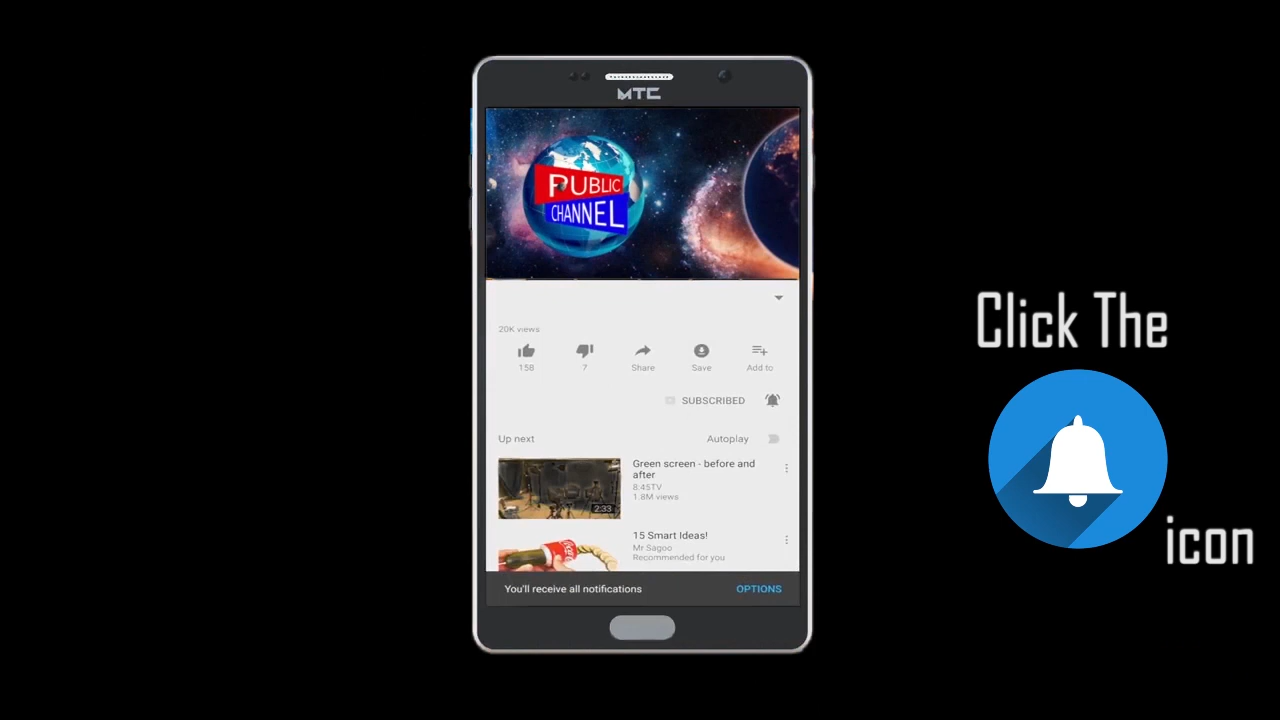 MTC
PUBLIC
CHANNEL
20K views
158
7
Share
Save
Add to
SUBSCRIBED
Up next
Autoplay
Green screen - before and
after
8:45TV
1.8M views
2:33
15 Smart Ideas!
Mr Sagoo
Recommended for you
You'll receive all notifications
OPTIONS
Click The
icon